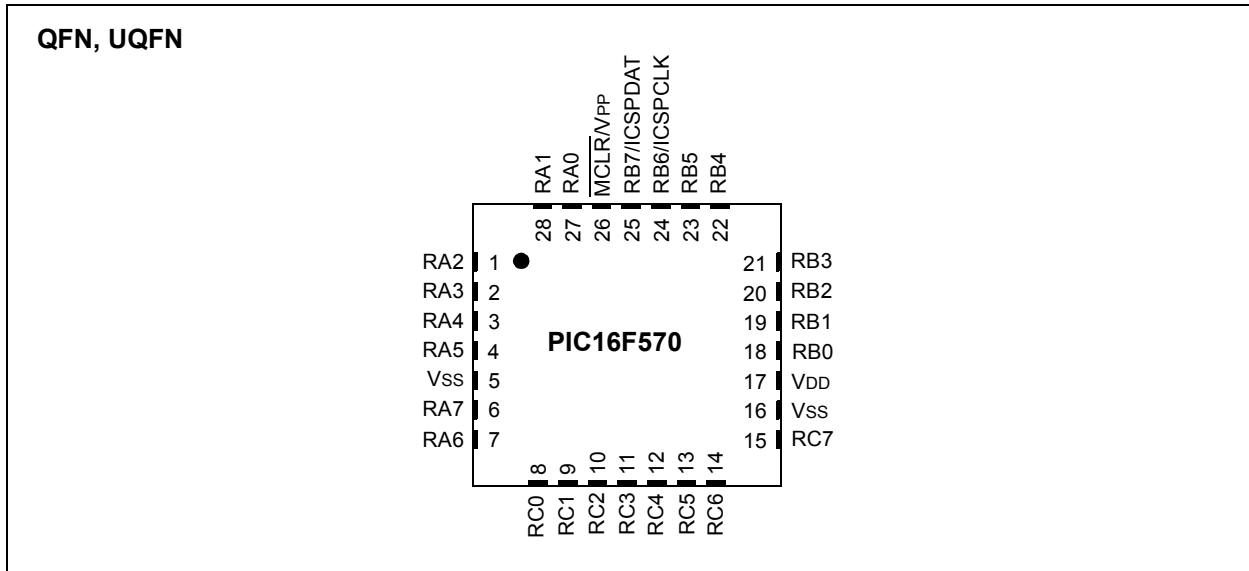 QFN, UQFN
RA1
RA0
MCLR/VPP
RB7/ICSPDAT
RB6/ICSPCLK
RB5
RB4
28
27
26
25
24
23
22
RA2 1
RA3 2
RA4 3
RA5 4
VSS 5
RA7 6
RA6 7
PIC16F570
21 RB3
20 RB2
19 RB1
18 RB0
17 VDD
16 VSS
15 RC7
8
9
10
11
12
13
14
RC0
RC1
RC2
RC3
RC4
RC5
RC6